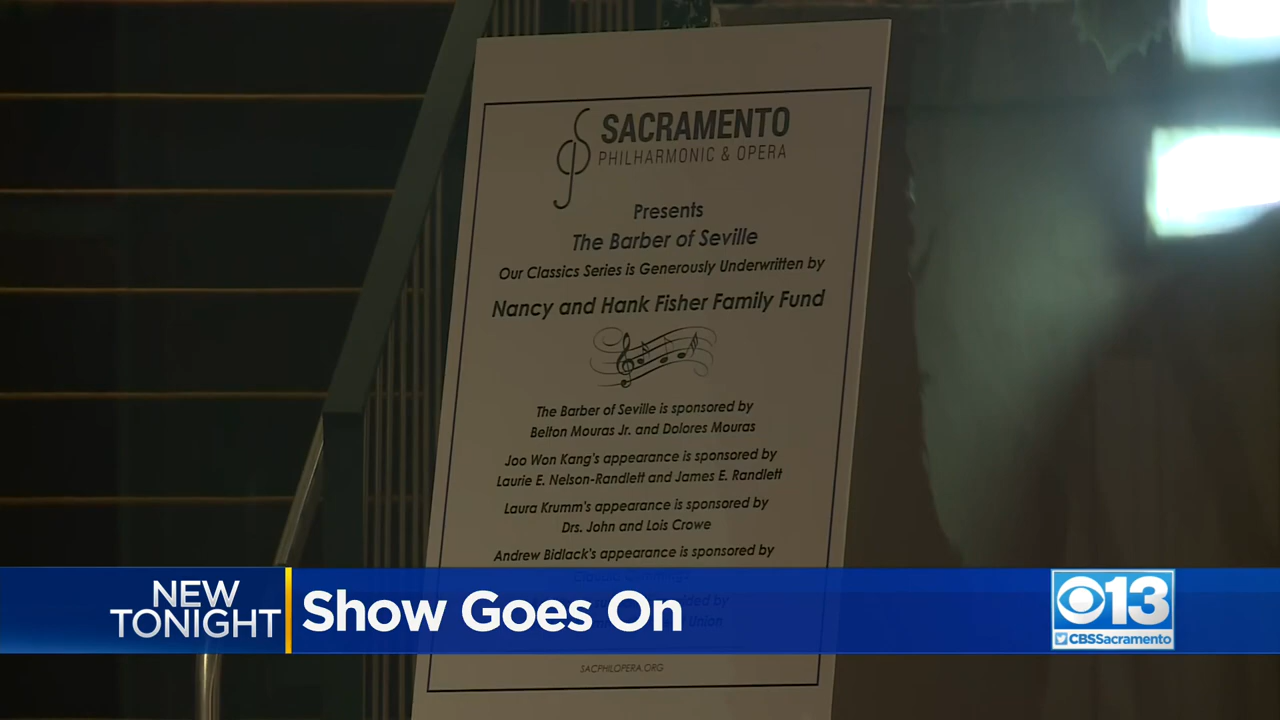 SACRAMENTO
PHILHARMONIC & OPERA
Presents
The Barber of Seville
Our Classics Series is Generously Underwritten by
Nancy and Hank Fisher Family Fund
The Barber of Seville is sponsored by
Belton Mouras Jr. and Dolores Mouras
Joo Won Kang's appearance is sponsored by
Laurie E. Nelson-Randlett and James E. Randlett
Laura Krumm's appearance is sponsored by
Drs. John and Lois Crowe
Andrew Bidlack's appearance is sponsored by
Union
NEW
TONIGHT
Show Goes On
13
CBSSacramento
SACPHILOPERA.ORG